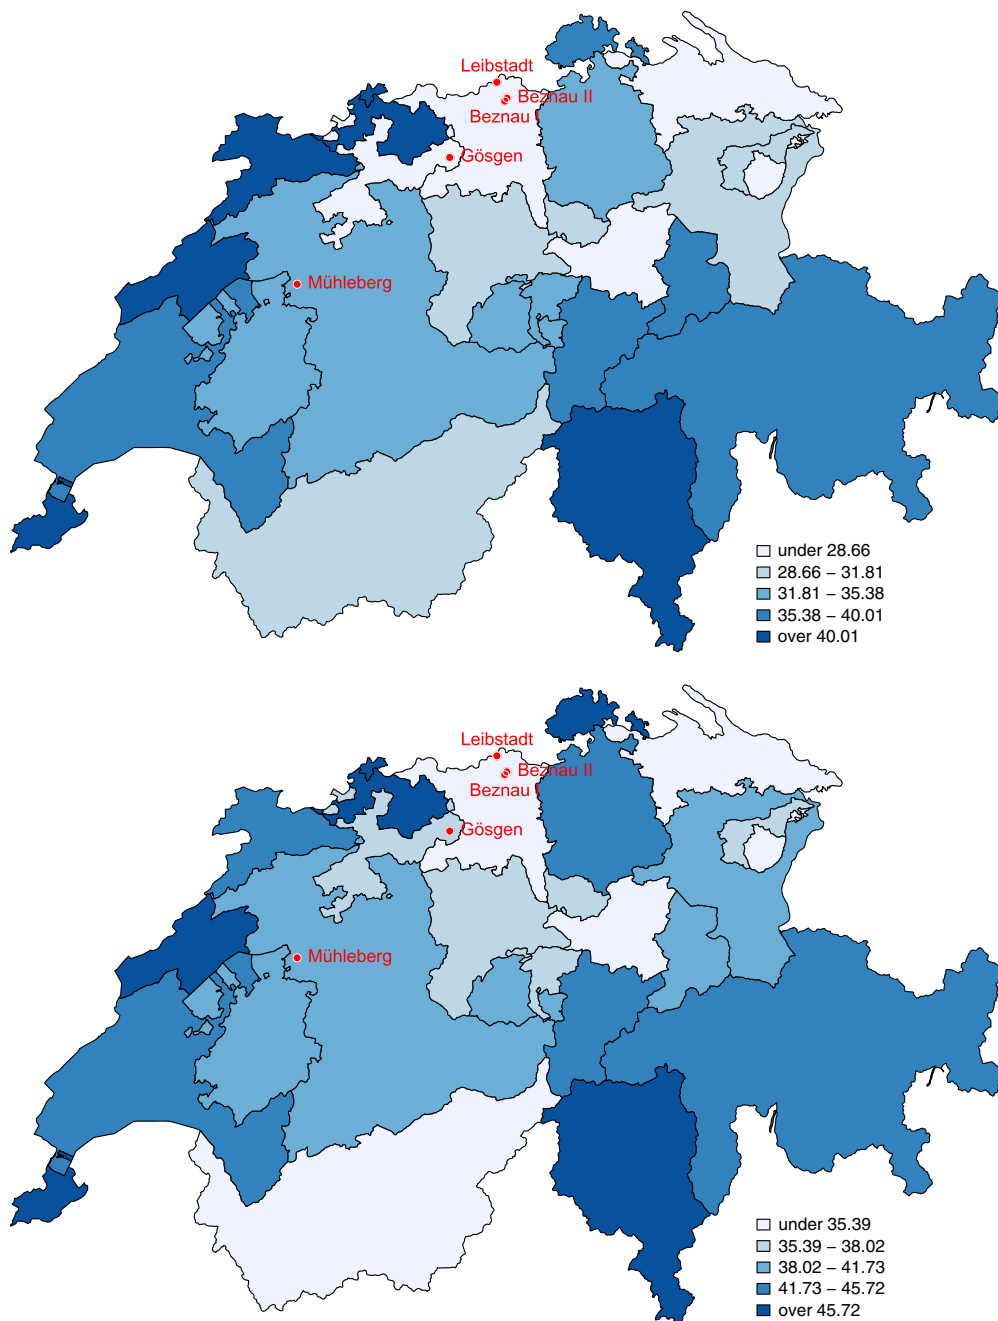 Leibstadt
Beznau II
Beznau I
Gösgen
Mühleberg
under 28.66
28.66 − 31.81
31.81 − 35.38
35.38 − 40.01
over 40.01
Leibstadt
Beznau II
Beznau
Gösgen
Mühleberg
under 35.39
35.39 − 38.02
38.02 − 41.73
41.73 − 45.72
over 45.72